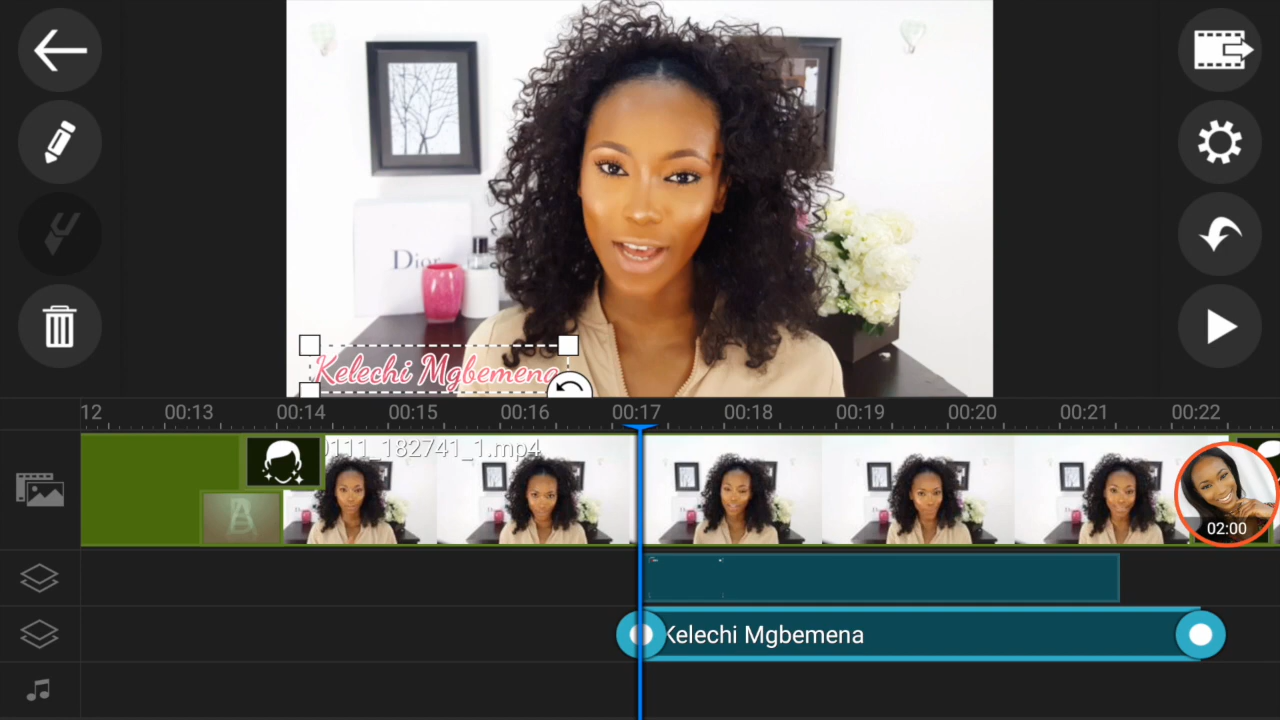 Dior
Kelechi Mgbemena
12 00:13 00:14 00:15 00:16 00:17 00:18 00:19 00:20 00:21 00:22
0111_182741_1.mp4
A
02:00
Kelechi Mgbemena